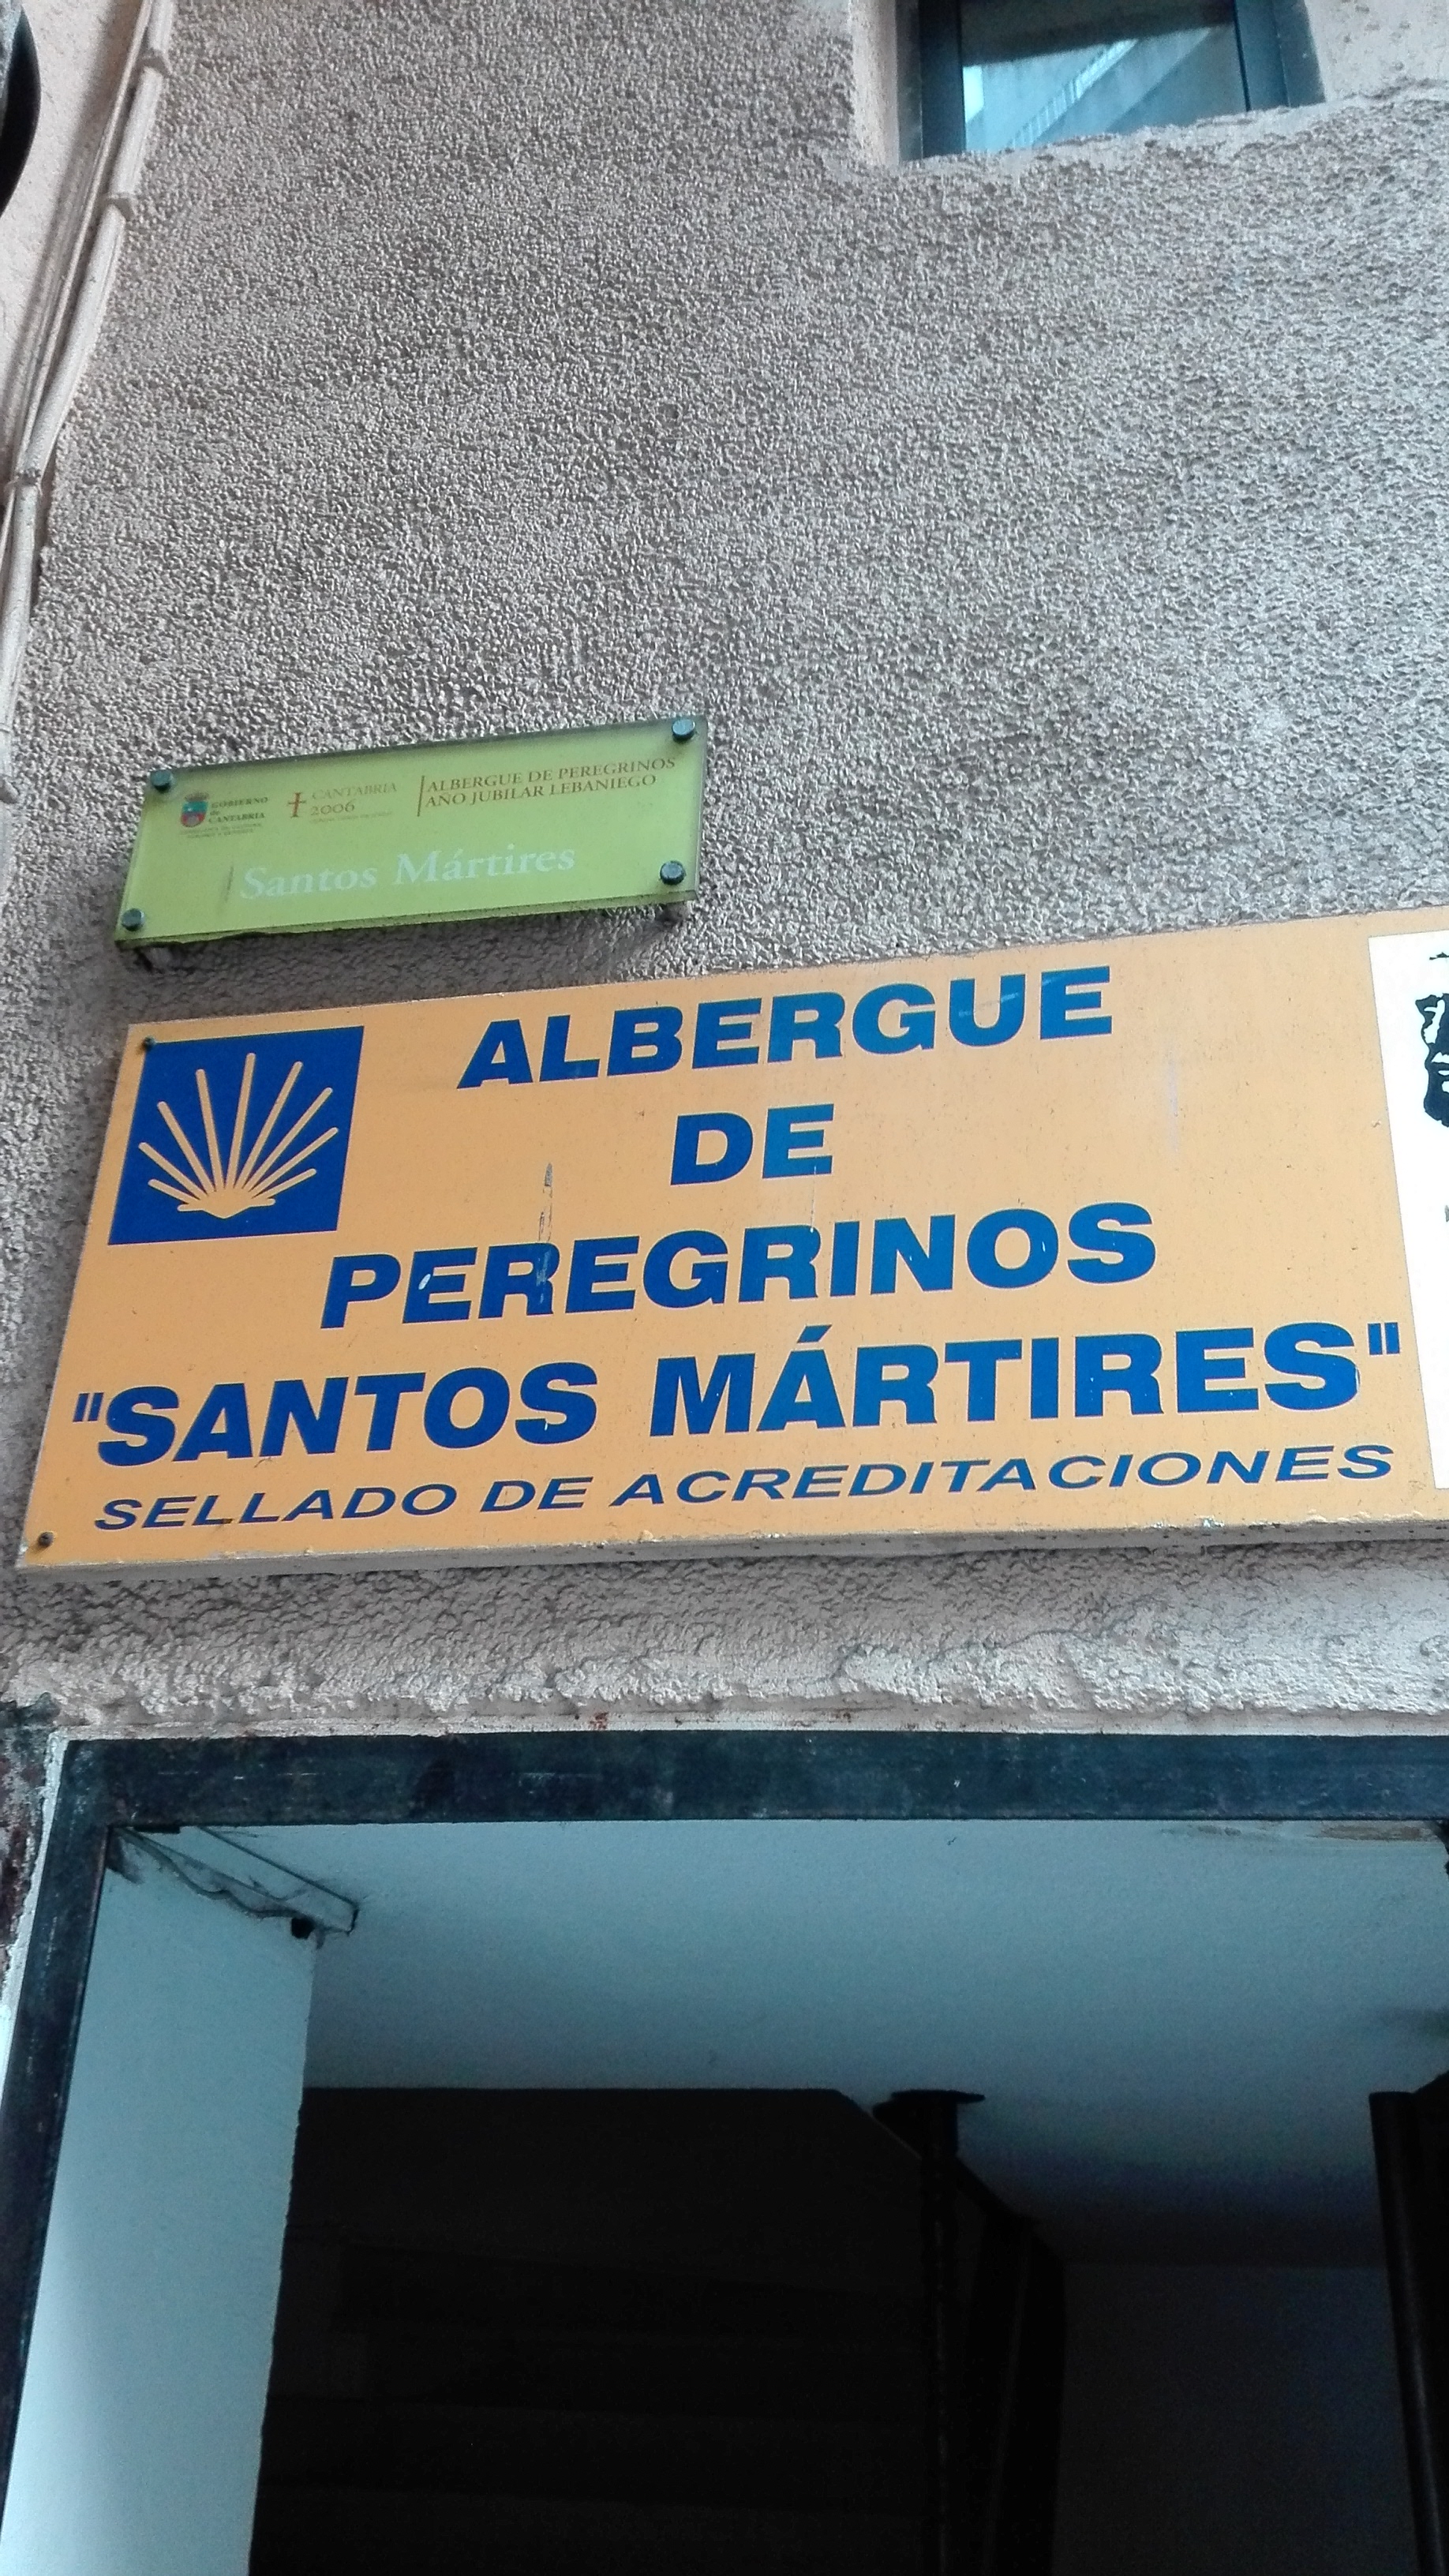 GOBIERNO
de
CANTABRIA
CANTABRIA
2006
ALBERGUE DE PEREGRINOS
AÑO JUBILAR LEBANIEGO
Santos Mártires
ALBERGUE
DE
PEREGRINOS
"SANTOS MÁRTIRES"
SELLADO DE ACREDITACIONES